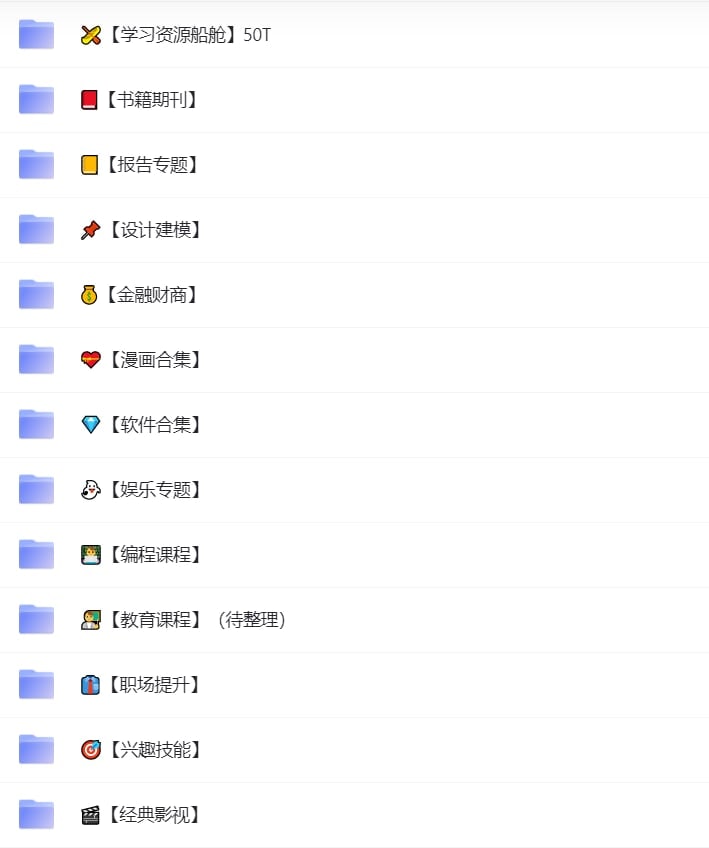 【学习资源船舱】50T
【书籍期刊】
【报告专题】
【设计建模】
【金融财商】
【漫画合集】
【软件合集】
【娱乐专题】
【编程课程】
【教育课程】（待整理）
【职场提升】
【兴趣技能】
【经典影视】